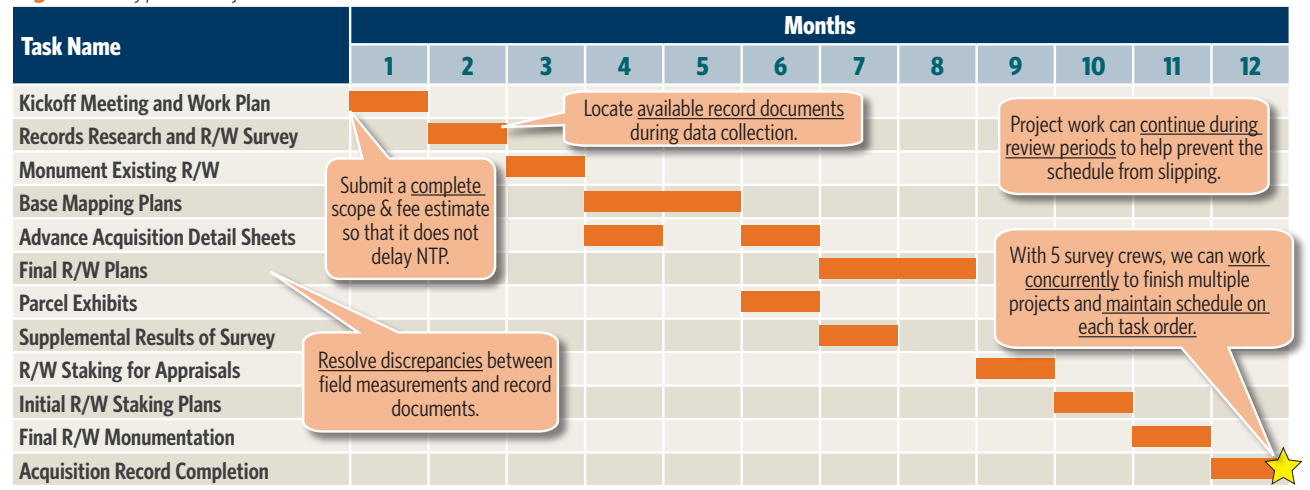 Task Name
Months
1 2 3 4 5 6 7 8 9 10 11 12
Kickoff Meeting and Work Plan
Records Research and R/W Survey
Monument Existing R/W
Base Mapping Plans
Advance Acquisition Detail Sheets
Final R/W Plans
Parcel Exhibits
Supplemental Results of Survey
R/W Staking for Appraisals
Initial R/W Staking Plans
Final R/W Monumentation
Acquisition Record Completion
Locate available record documents
during data collection.
Project work can continue during
review periods to help prevent the
schedule from slipping.
Submit a complete
scope & fee estimate
so that it does not
delay NTP.
With 5 survey crews, we can work
concurrently to finish multiple
projects and maintain schedule on
each task order.
Resolve discrepancies between
field measurements and record
documents.